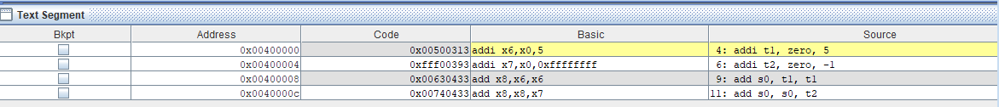 Text Segment
Bkpt Address Code Basic Source
0x00400000 0x00500313 addi x6,x0,5 4: addi t1, zero, 5
0x00400004 0xfff00393 addi x7,x0,0xffffffff 6: addi t2, zero, -1
0x00400008 0x00630433 add x8,x6,x6 9: add s0, t1, t1
0x0040000c 0x00740433 add x8,x8,x7 11: add s0, s0, t2